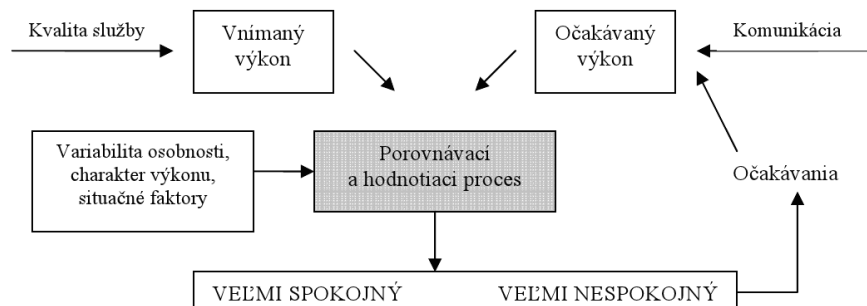 Kvalita služby
Vnímaný
výkon
Očakávaný
výkon
Komunikácia
Variabilita osobnosti,
charakter výkonu,
situačné faktory
Porovnávací
a hodnotiaci proces
Očakávania
VEĽMI SPOKOJNÝ
VEĽMI NESPOKOJNÝ